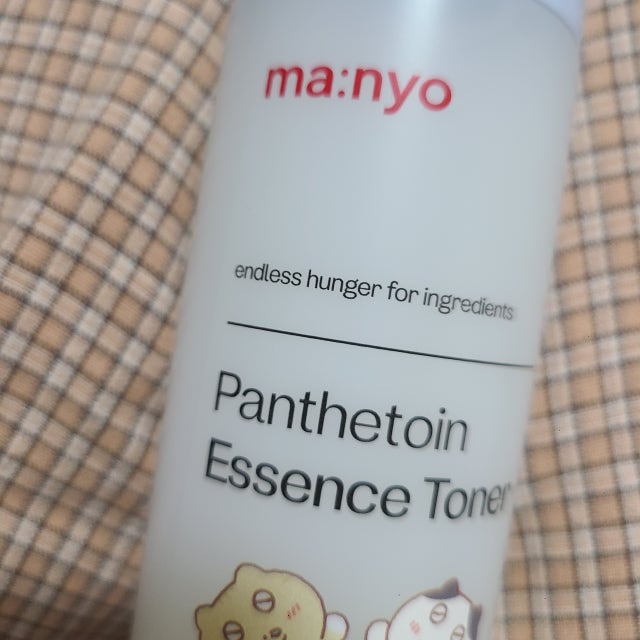 ma:nyo
endless hunger for ingredients
Panthetoin
Essence Toner